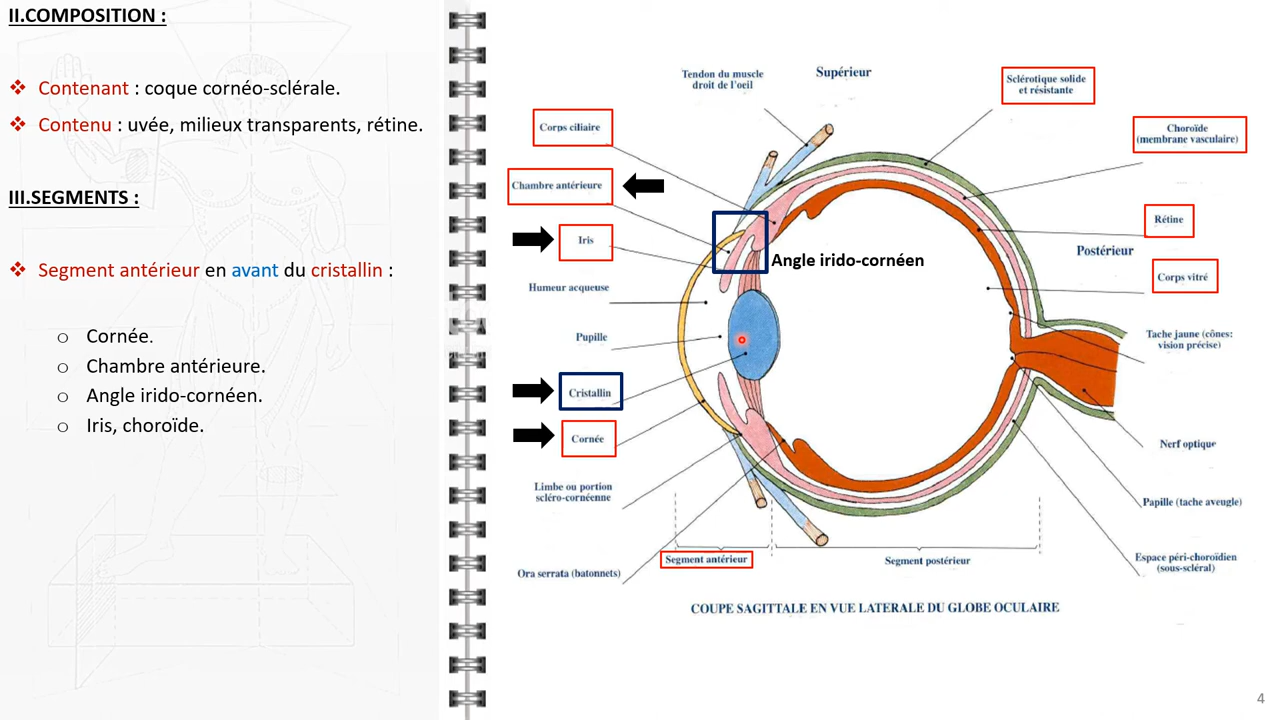 II.COMPOSITION :
❖ Contenant : coque cornéo-sclérale.
❖ Contenu : uvée, milieux transparents, rétine.
III.SEGMENTS :
❖ Segment antérieur en avant du cristallin :
o Cornée.
o Chambre antérieure.
o Angle irido-cornéen.
o Iris, choroïde.
Tendon du muscle
droit de l'oeil
Supérieur
Sclérotique solide
et résistante
Corps ciliaire
Choroïde
(membrane vasculaire)
Chambre antérieure
Rétine
Iris
Postérieur
Angle irido-cornéen
Corps vitré
Humeur acqueuse
Pupille
Tache jaune (cônes:
vision précise)
Cristallin
Cornée
Nerf optique
Limbe ou portion
scléro-cornéenne
Papille (tache aveugle)
Segment antérieur
Segment postérieur
Espace péri-choroïdien
(sous-scléral)
Ora serrata (batonnets)
COUPE SAGITTALE EN VUE LATERALE DU GLOBE OCULAIRE
4